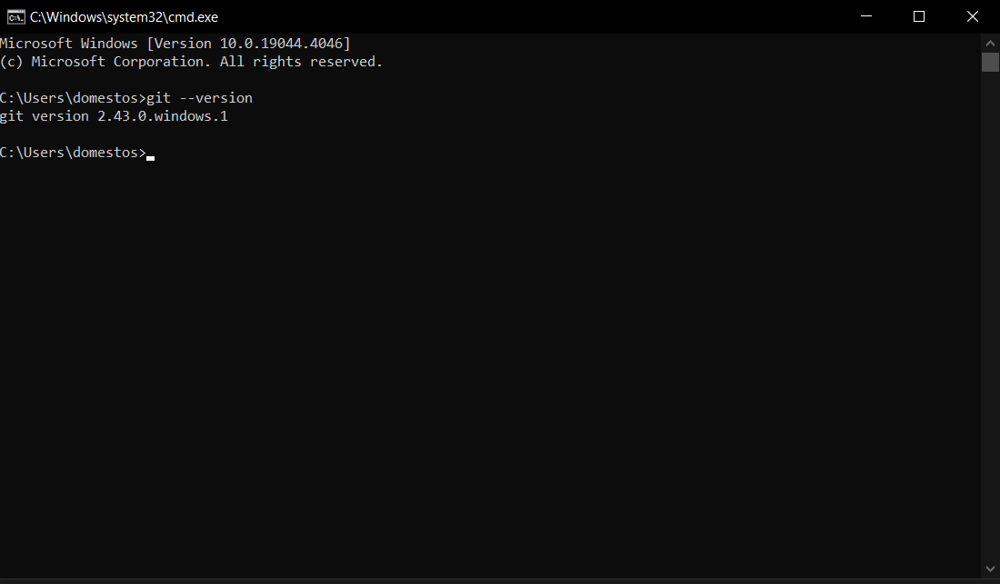 C:\Windows\system32\cmd.exe
Microsoft Windows [Version 10.0.19044.4046]
(c) Microsoft Corporation. All rights reserved.
C:\Users\domestos>git --version
git version 2.43.0.windows.1
C:\Users\domestos>